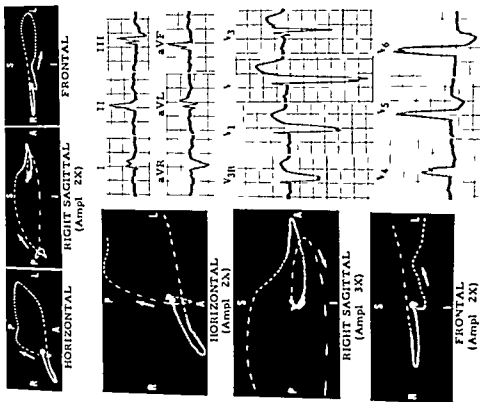 P
R L
A
HORIZONTAL
S
P A
I
RIGHT SAGITTAL
(Ampl 2X)
S
R L
I
FRONTAL
P
R L
A
HORIZONTAL
(Ampl 2X)
I II III
aVR aVL aVF
S
P A
I
RIGHT SAGITTAL
(Ampl 3X)
V3R V1 V V3
S
R L
I
FRONTAL
(Ampl 2X)
V4 V5 V6